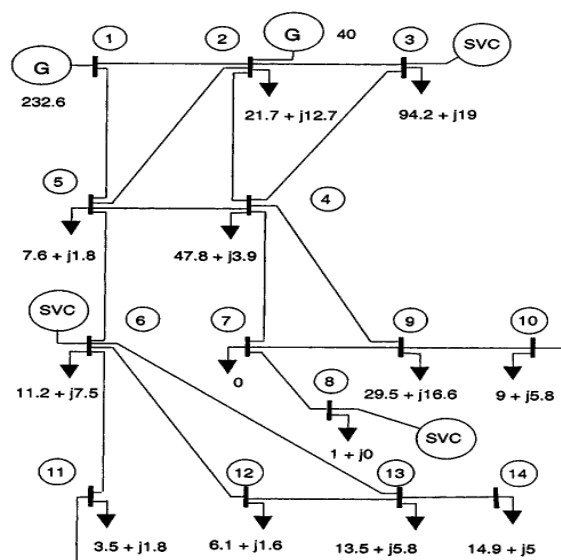 1 2 G 40 3 SVC
G
232.6 21.7 + j12.7 94.2 + j19
5 4
7.6 + j1.8 47.8 + j3.9
SVC 6 7 9 10
11.2 + j7.5 0 8 29.5 + j16.6 9 + j5.8
1 + j0 SVC
11 12 13 14
3.5 + j1.8 6.1 + j1.6 13.5 + j5.8 14.9 + j5